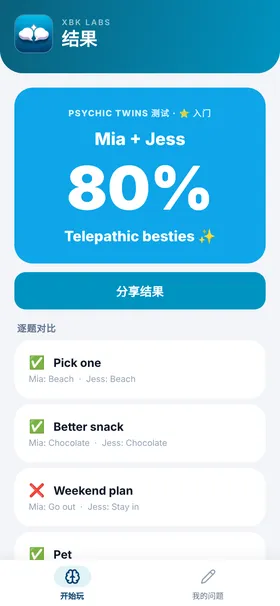 XBK LABS
结果
PSYCHIC TWINS 测试 · ⭐ 入门
Mia + Jess
80%
Telepathic besties ✨
分享结果
逐题对比
✅ Pick one
Mia: Beach · Jess: Beach
✅ Better snack
Mia: Chocolate · Jess: Chocolate
❌ Weekend plan
Mia: Go out · Jess: Stay in
✅ Pet
开始玩
我的问题